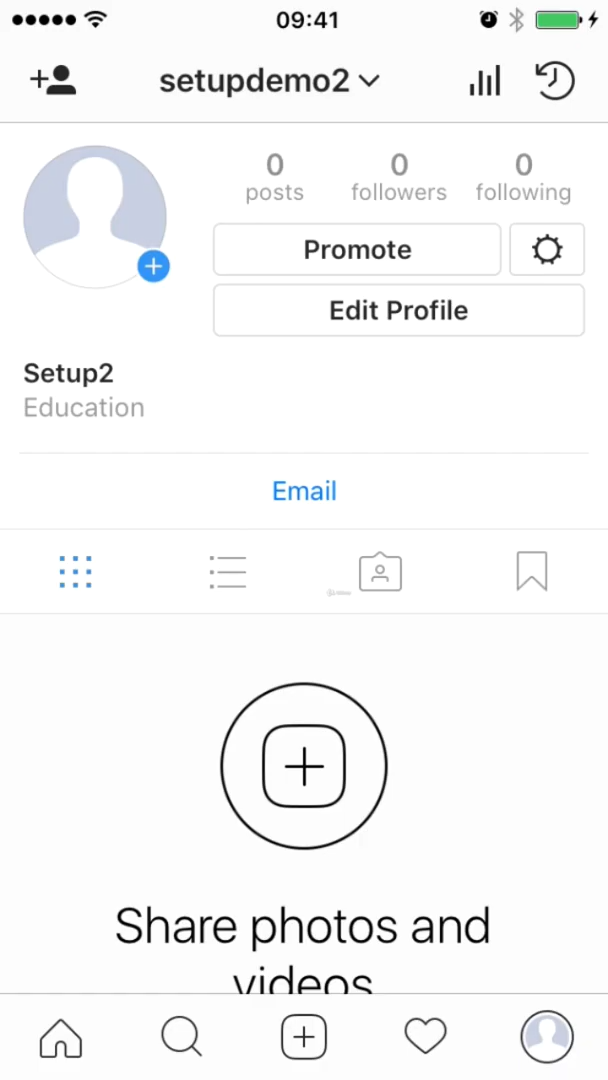 09:41
setupdemo2
0 0 0
posts followers following
Promote
Edit Profile
Setup2
Education
Email
Share photos and
videos